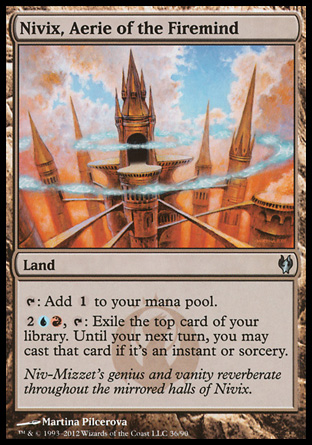 Nivix, Aerie of the Firemind
Land
: Add 1 to your mana pool.
2, : Exile the top card of your
library. Until your next turn, you may
cast that card if it's an instant or sorcery.
Niv-Mizzet's genius and vanity reverberate
throughout the mirrored halls of Nivix.
Martina Pilcerova
™ & © 1993–2012 Wizards of the Coast LLC 36/90